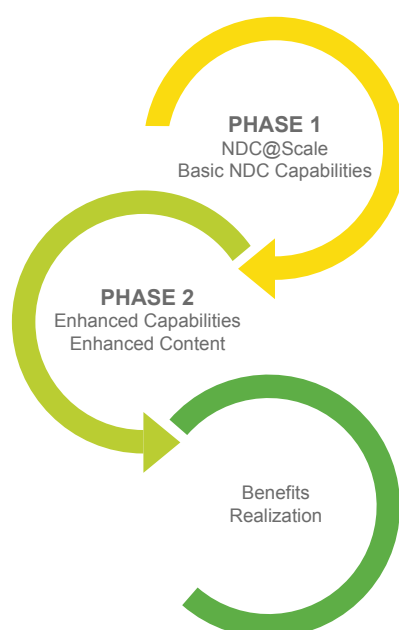 PHASE 1
NDC@Scale
Basic NDC Capabilities
PHASE 2
Enhanced Capabilities
Enhanced Content
Benefits
Realization